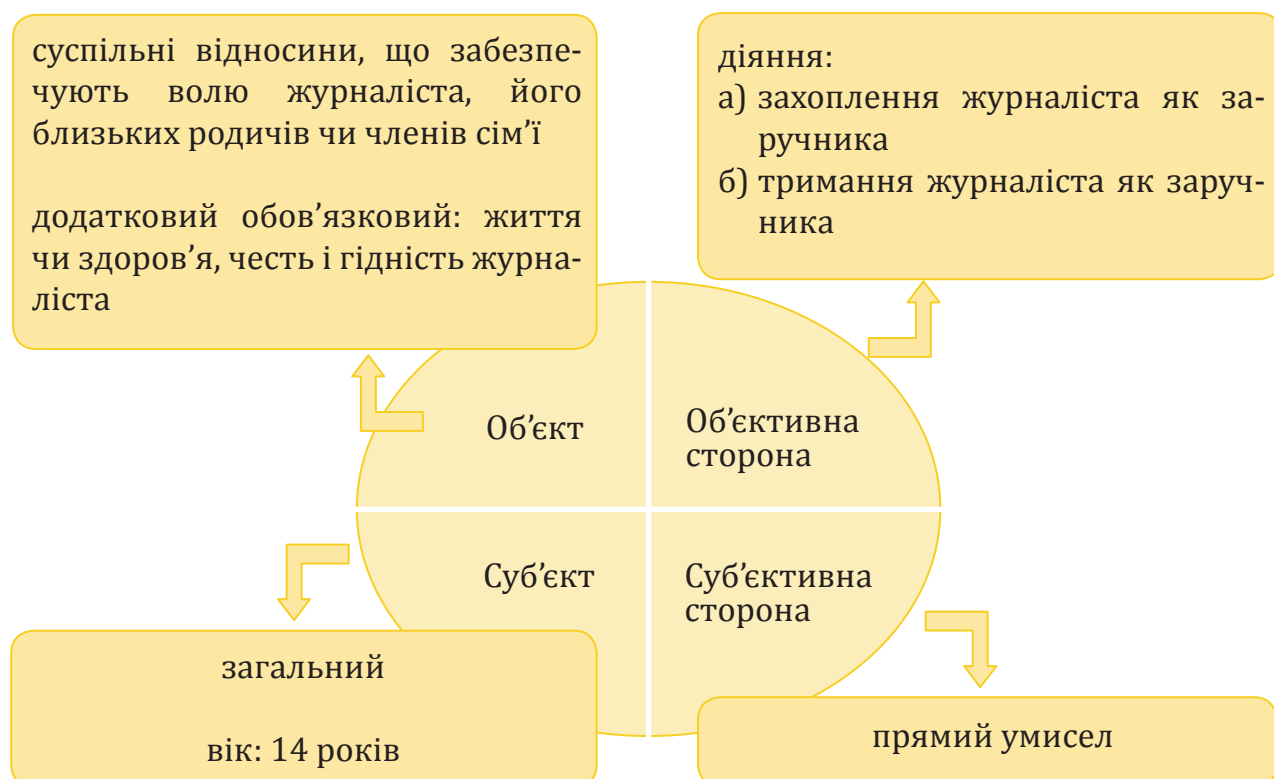 суспільні відносини, що забезпе-
чують волю журналіста, його
близьких родичів чи членів сім’ї
додатковий обов’язковий: життя
чи здоров’я, честь і гідність журна-
ліста
діяння:
а) захоплення журналіста як за-
ручника
б) тримання журналіста як заруч-
ника
Об’єкт
Об’єктивна
сторона
Суб’єкт
Суб’єктивна
сторона
загальний
вік: 14 років
прямий умисел